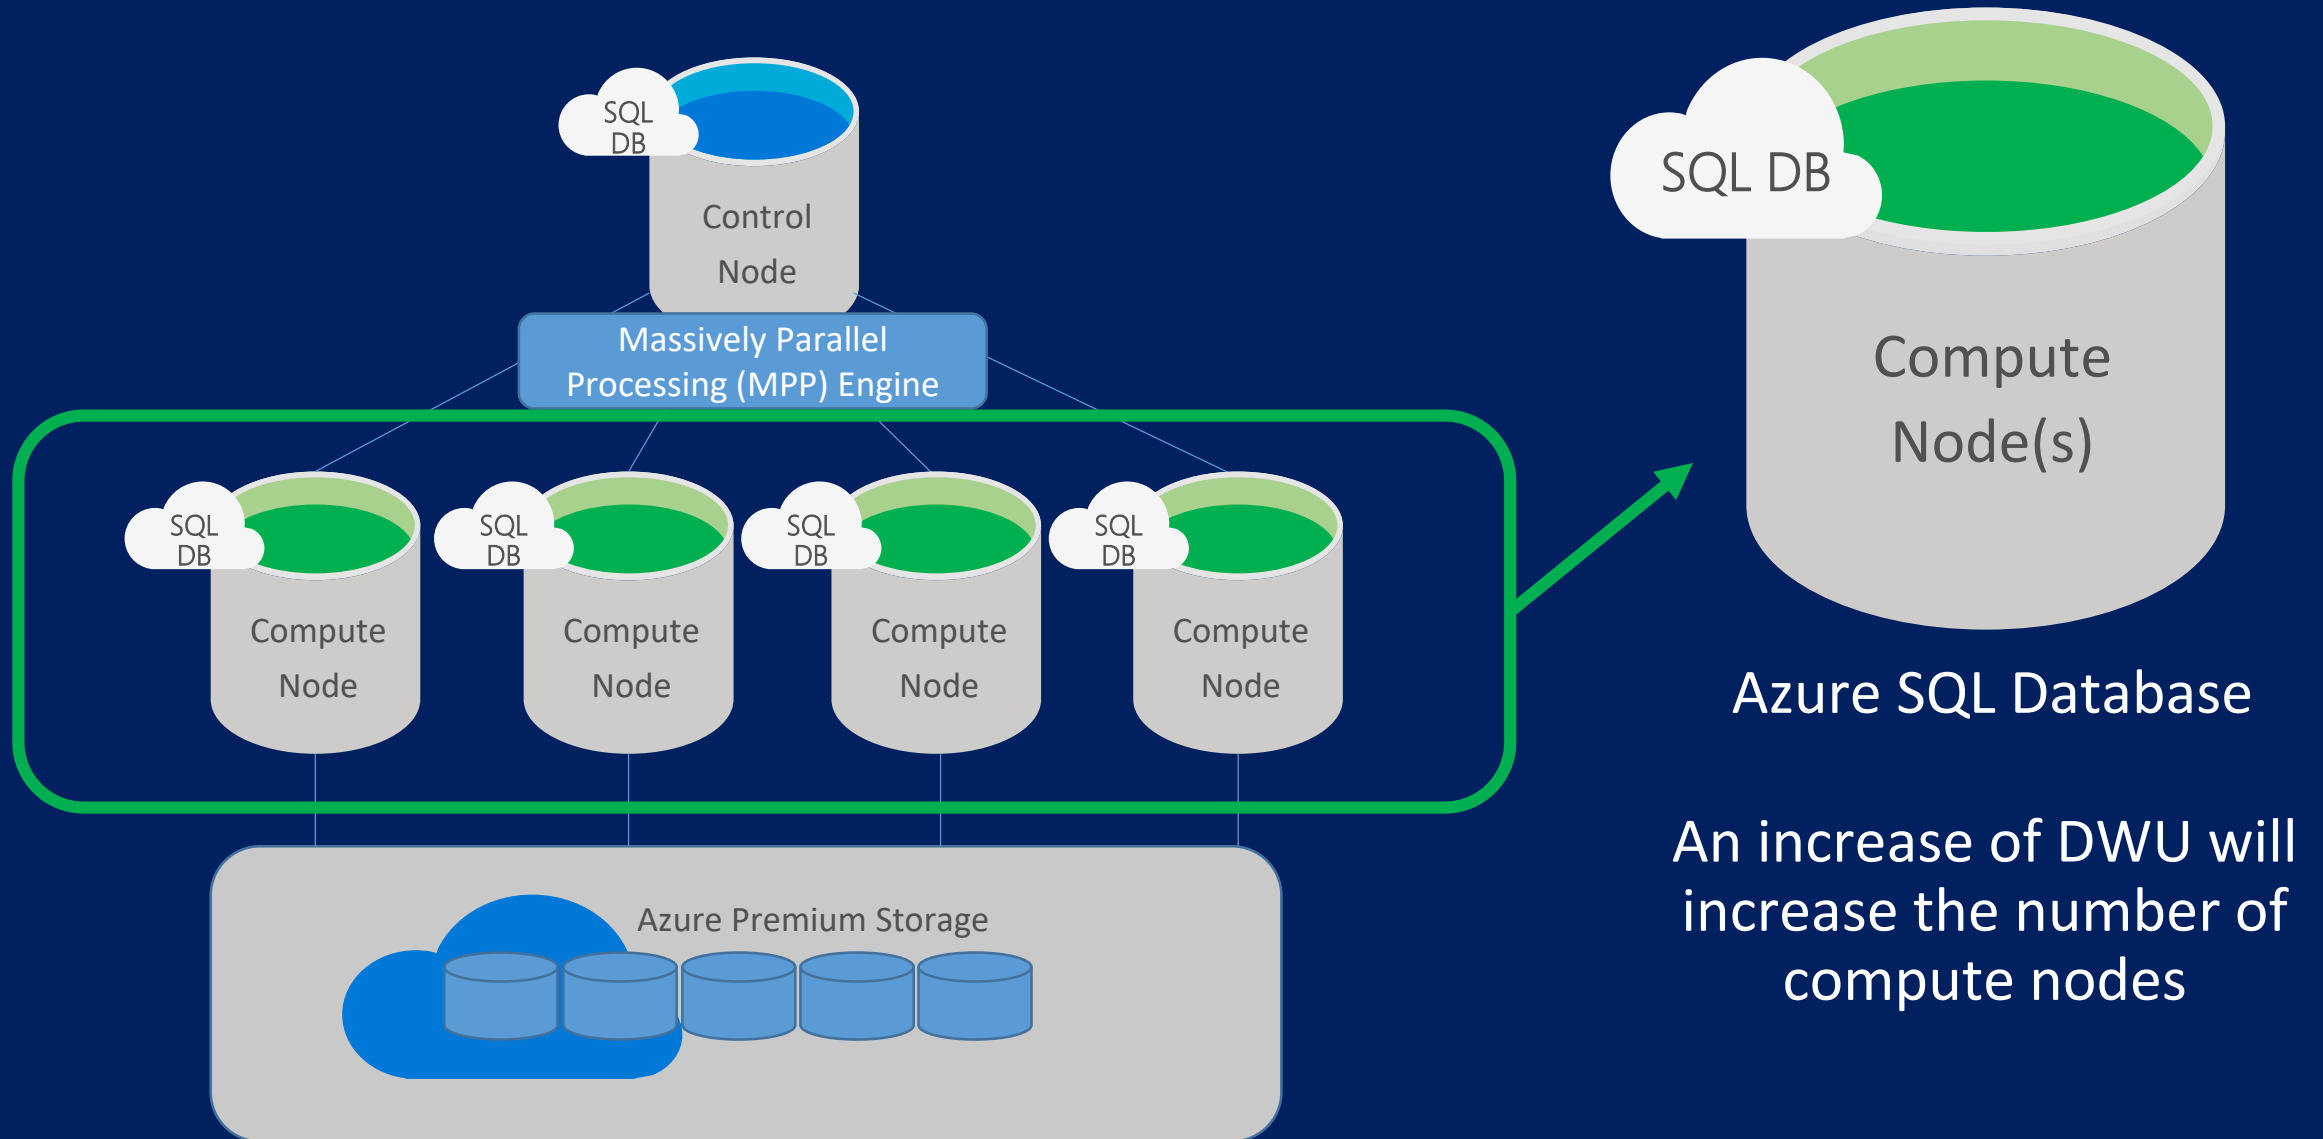 SQL
DB
Control
Node
Massively Parallel
Processing (MPP) Engine
SQL
DB
Compute
Node
SQL
DB
Compute
Node
SQL
DB
Compute
Node
SQL
DB
Compute
Node
Azure Premium Storage
SQL DB
Compute
Node(s)
Azure SQL Database
An increase of DWU will
increase the number of
compute nodes